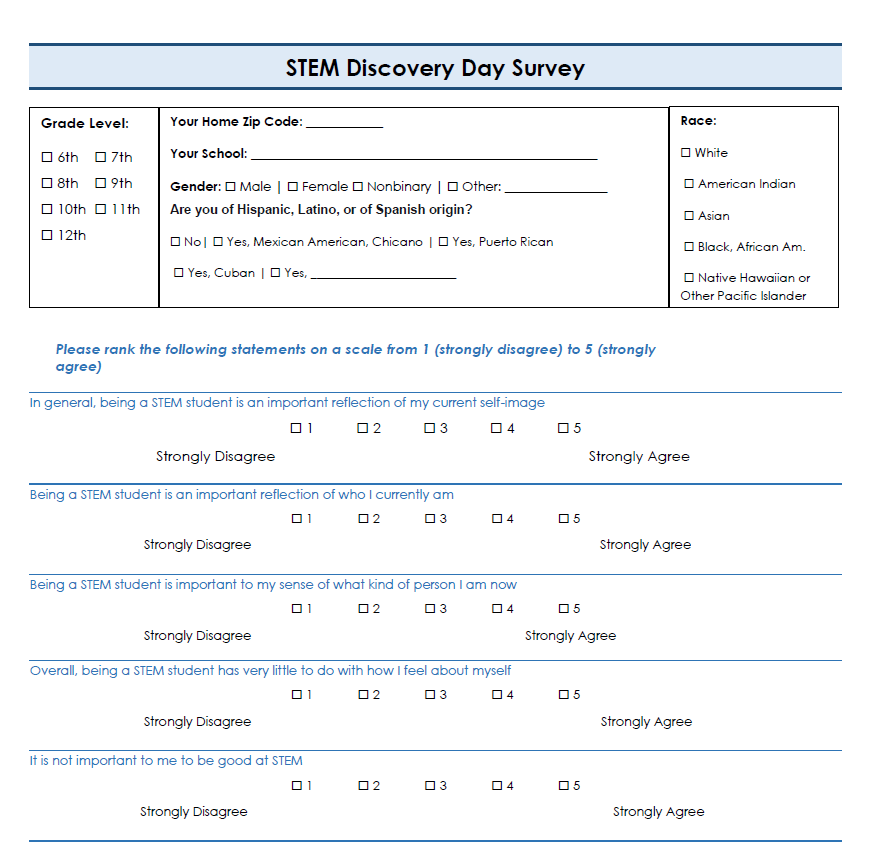 STEM Discovery Day Survey
Grade Level:
☐ 6th ☐ 7th
☐ 8th ☐ 9th
☐ 10th ☐ 11th
☐ 12th
Your Home Zip Code: ___________
Your School: __________________________________________________
Gender: ☐ Male | ☐ Female ☐ Nonbinary | ☐ Other: _______________
Are you of Hispanic, Latino, or of Spanish origin?
☐ No| ☐ Yes, Mexican American, Chicano | ☐ Yes, Puerto Rican
☐ Yes, Cuban | ☐ Yes, _____________________
Race:
☐ White
☐ American Indian
☐ Asian
☐ Black, African Am.
☐ Native Hawaiian or
Other Pacific Islander
Please rank the following statements on a scale from 1 (strongly disagree) to 5 (strongly
agree)
In general, being a STEM student is an important reflection of my current self-image
☐ 1 ☐ 2 ☐ 3 ☐ 4 ☐ 5
Strongly Disagree Strongly Agree
Being a STEM student is an important reflection of who I currently am
☐ 1 ☐ 2 ☐ 3 ☐ 4 ☐ 5
Strongly Disagree Strongly Agree
Being a STEM student is important to my sense of what kind of person I am now
☐ 1 ☐ 2 ☐ 3 ☐ 4 ☐ 5
Strongly Disagree Strongly Agree
Overall, being a STEM student has very little to do with how I feel about myself
☐ 1 ☐ 2 ☐ 3 ☐ 4 ☐ 5
Strongly Disagree Strongly Agree
It is not important to me to be good at STEM
☐ 1 ☐ 2 ☐ 3 ☐ 4 ☐ 5
Strongly Disagree Strongly Agree